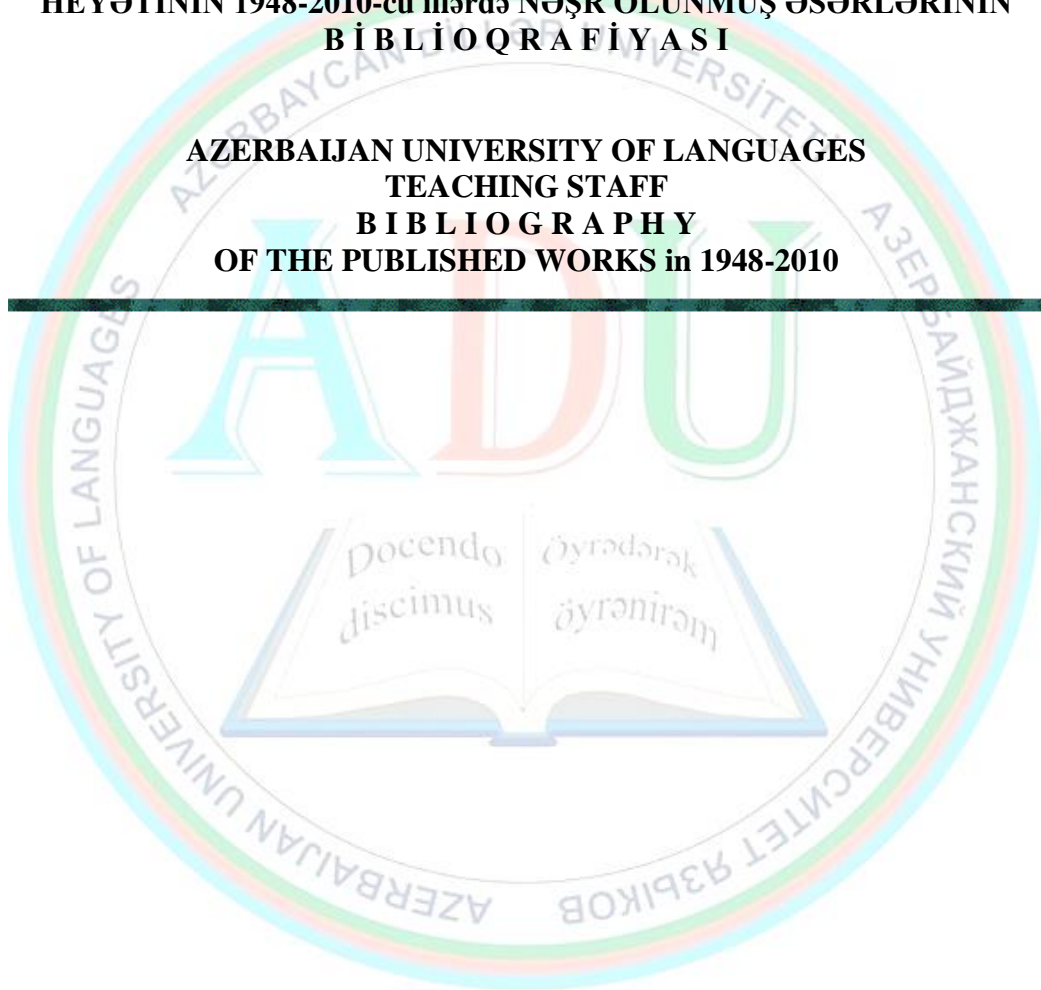 HEYƏTİNİN 1948-2010-cu illərdə NƏŞR OLUNMUŞ ƏSƏRLƏRİNİN
B İ B L İ O Q R A F İ Y A S I
AZERBAIJAN UNIVERSITY OF LANGUAGES
TEACHING STAFF
B I B L I O G R A P H Y
OF THE PUBLISHED WORKS in 1948-2010
AZƏRBAYCAN DİLLƏR UNIVERSİTETİ
АЗЕРБАЙДЖАНСКИЙ УНИВЕРСИТЕТ ЯЗЫКОВ
AZERBAIJAN UNIVERSITY OF LANGUAGES
ADU
Docendo
discimus
Öyrədərək
öyrənirəm